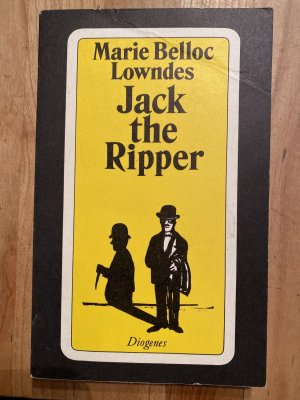 Marie Belloc
Lowndes
Jack
the
Ripper
Diogenes